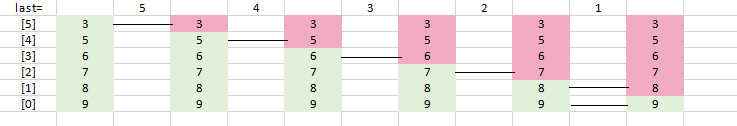 last= 5 4 3 2 1
[5] 3 3 3 3 3 3
[4] 5 5 5 5 5 5
[3] 6 6 6 6 6 6
[2] 7 7 7 7 7 7
[1] 8 8 8 8 8 8
[0] 9 9 9 9 9 9